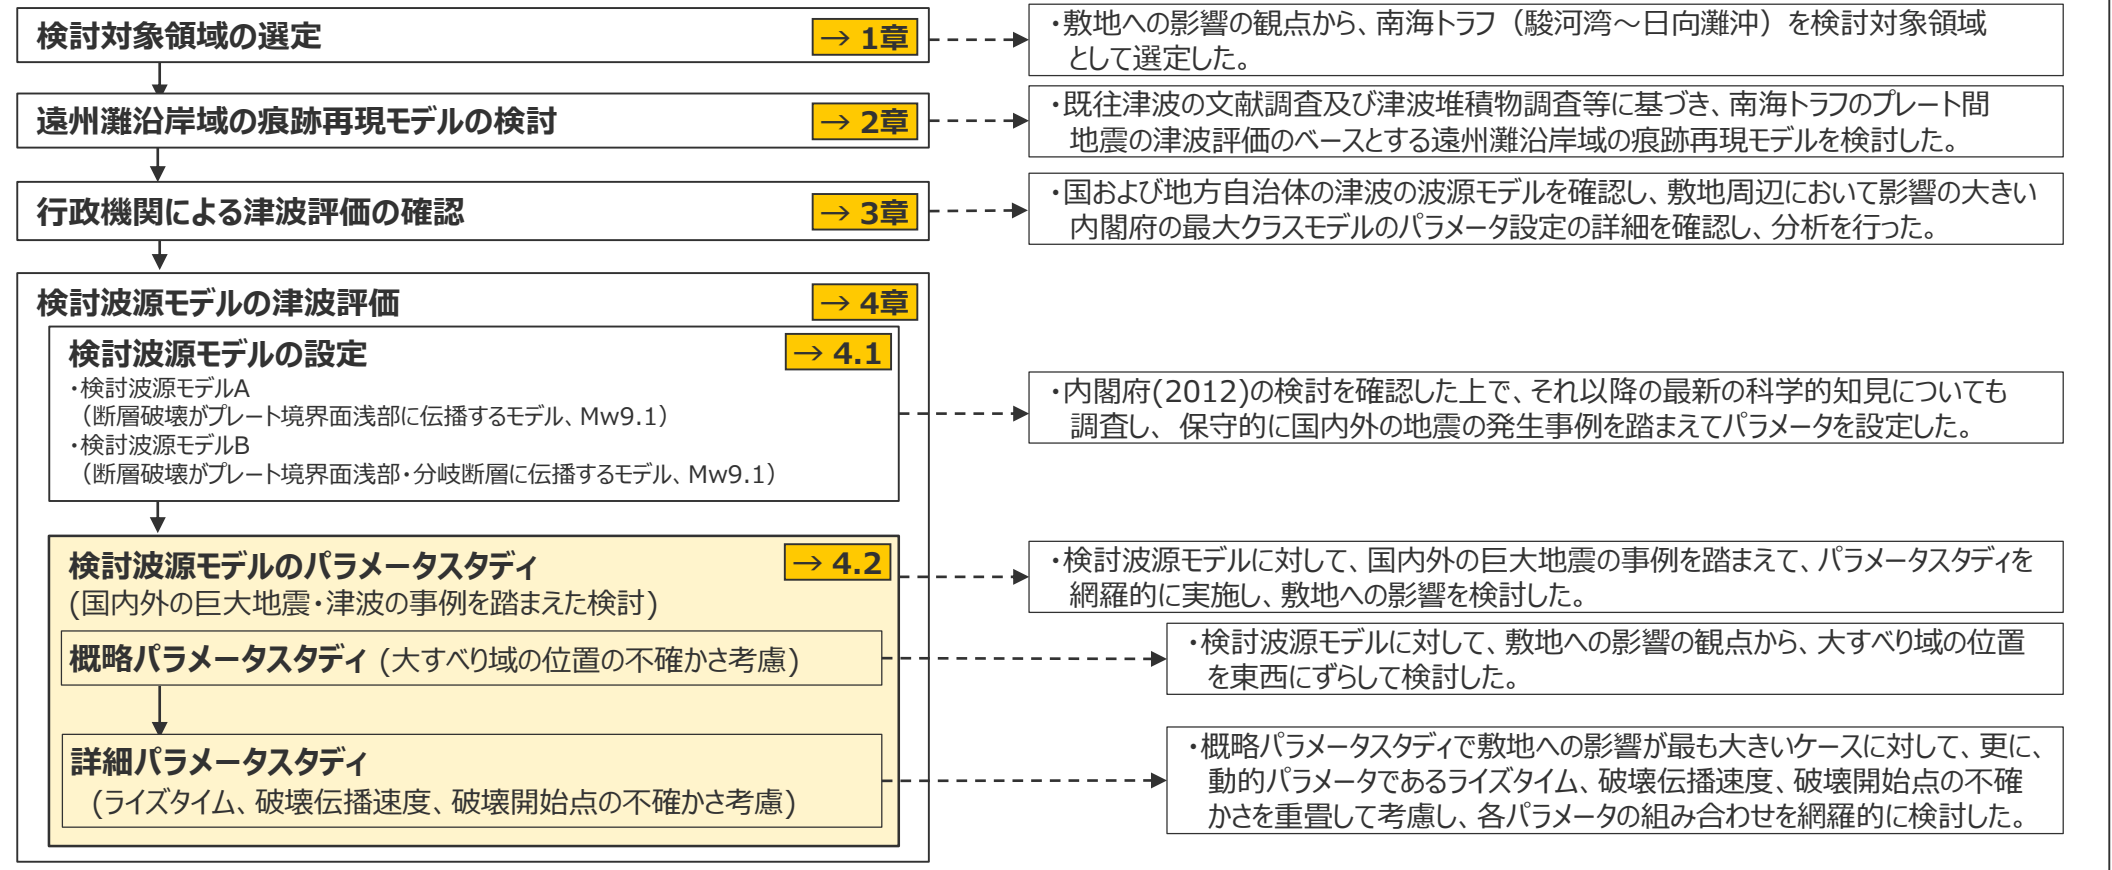 検討対象領域の選定
→ 1章
・敷地への影響の観点から、南海トラフ（駿河湾～日向灘沖）を検討対象領域
として選定した。
遠州灘沿岸域の痕跡再現モデルの検討
→ 2章
・既往津波の文献調査及び津波堆積物調査等に基づき、南海トラフのプレート間
地震の津波評価のベースとする遠州灘沿岸域の痕跡再現モデルを検討した。
行政機関による津波評価の確認
→ 3章
・国および地方自治体の津波の波源モデルを確認し、敷地周辺において影響の大きい
内閣府の最大クラスモデルのパラメータ設定の詳細を確認し、分析を行った。
検討波源モデルの津波評価
→ 4章
検討波源モデルの設定
→ 4.1
・検討波源モデルA
（断層破壊がプレート境界面浅部に伝播するモデル、Mw9.1）
・検討波源モデルB
（断層破壊がプレート境界面浅部・分岐断層に伝播するモデル、Mw9.1）
・内閣府(2012)の検討を確認した上で、それ以降の最新の科学的知見についても
調査し、保守的に国内外の地震の発生事例を踏まえてパラメータを設定した。
検討波源モデルのパラメータスタディ
→ 4.2
(国内外の巨大地震・津波の事例を踏まえた検討)
・検討波源モデルに対して、国内外の巨大地震の事例を踏まえて、パラメータスタディを
網羅的に実施し、敷地への影響を検討した。
概略パラメータスタディ (大すべり域の位置の不確かさ考慮)
・検討波源モデルに対して、敷地への影響の観点から、大すべり域の位置
を東西にずらして検討した。
詳細パラメータスタディ
(ライズタイム、破壊伝播速度、破壊開始点の不確かさ考慮)
・概略パラメータスタディで敷地への影響が最も大きいケースに対して、更に、
動的パラメータであるライズタイム、破壊伝播速度、破壊開始点の不確
かさを重畳して考慮し、各パラメータの組み合わせを網羅的に検討した。